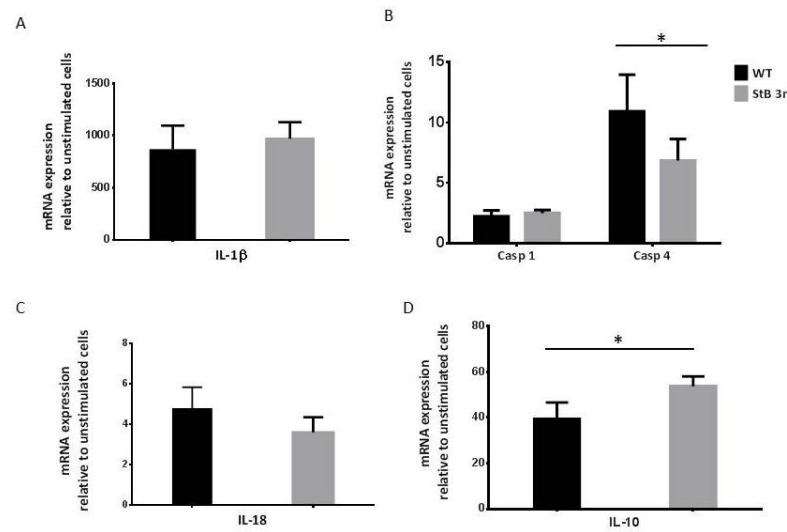 A
mRNA expression
relative to unstimulated cells
1500
1000
500
0
IL-1β
B
mRNA expression
relative to unstimulated cells
15
10
5
0
*
Casp 1
Casp 4
WT
StB 3r
C
mRNA expression
relative to unstimulated cells
8
6
4
2
0
IL-18
D
mRNA expression
relative to unstimulated cells
80
60
40
20
0
*
IL-10